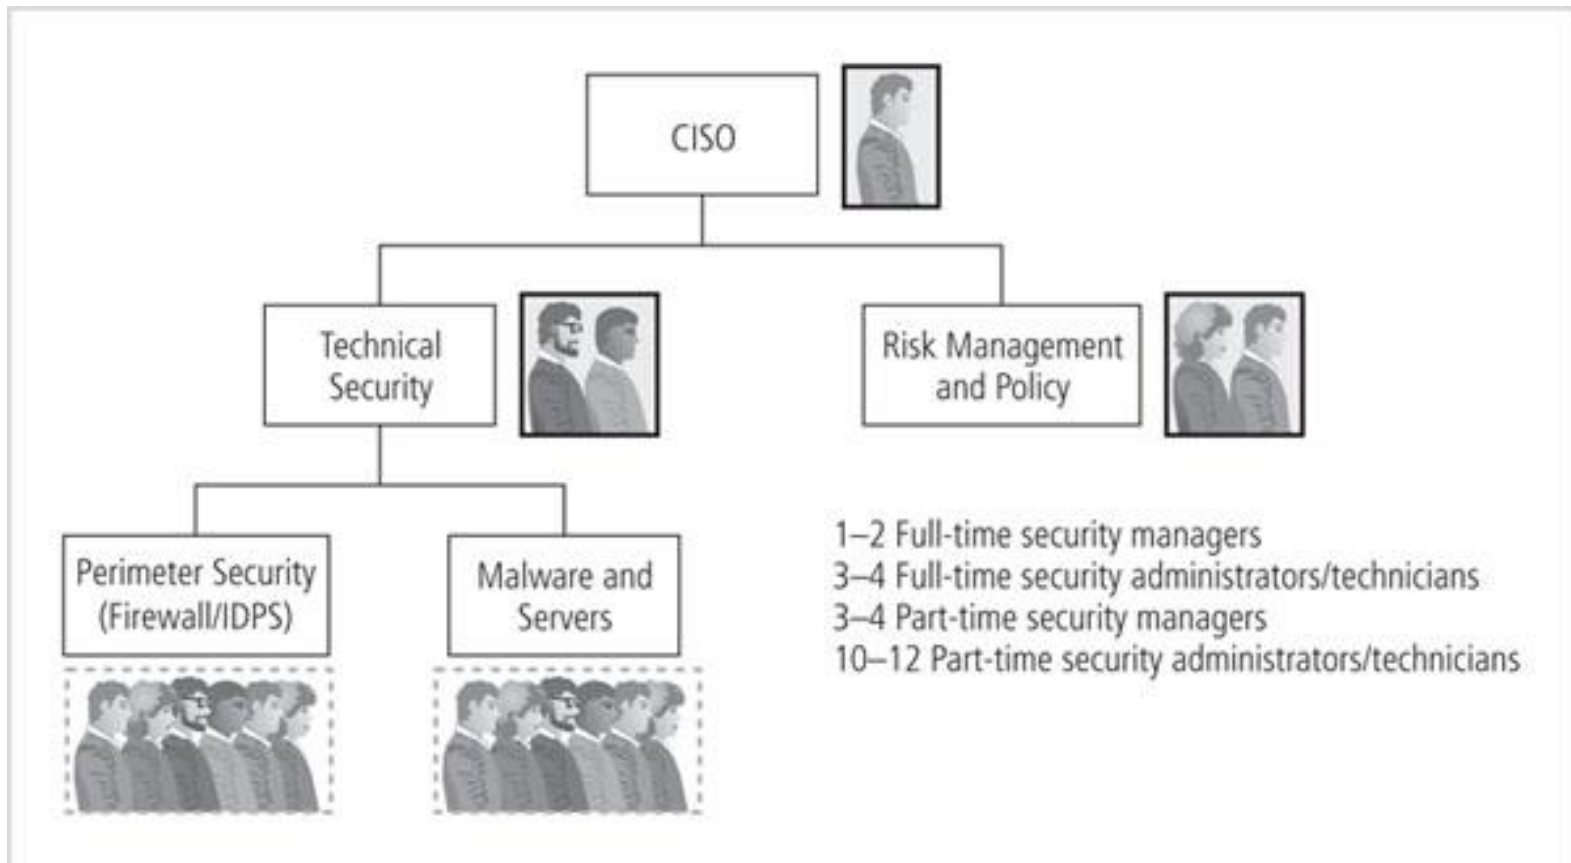 CISO
Technical
Security
Risk Management
and Policy
Perimeter Security
(Firewall/IDPS)
Malware and
Servers
1–2 Full-time security managers
3–4 Full-time security administrators/technicians
3–4 Part-time security managers
10–12 Part-time security administrators/technicians